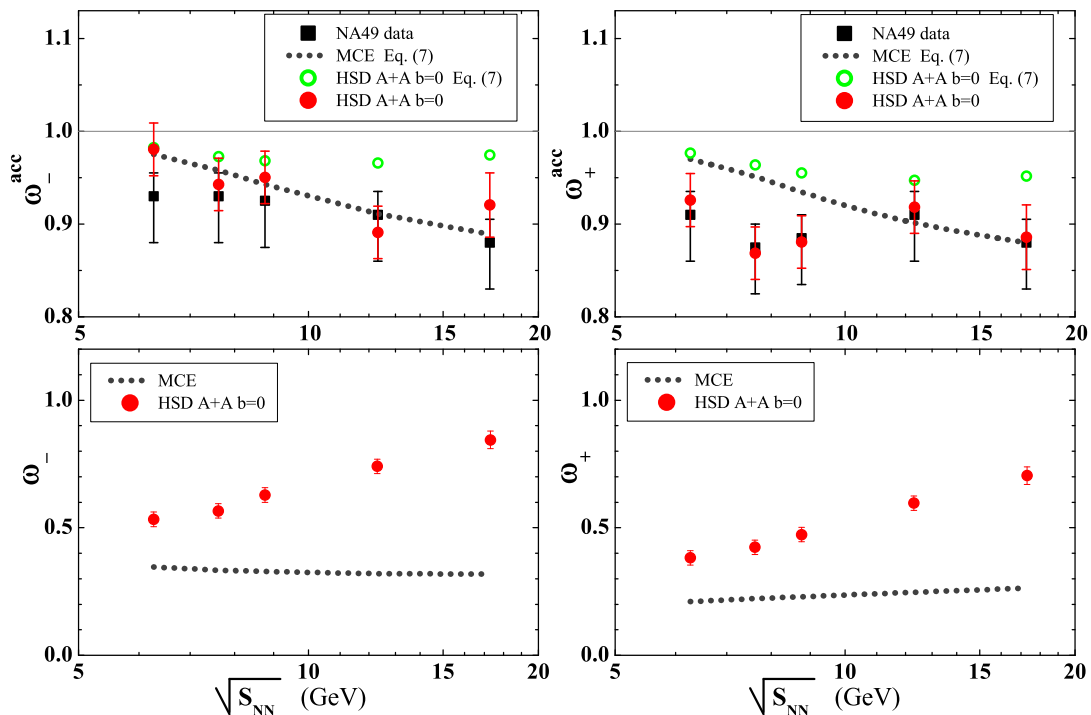 1.1
1.0
0.9
0.8
ω₋ᵃᶜᶜ
NA49 data
MCE Eq. (7)
HSD A+A b=0 Eq. (7)
HSD A+A b=0
5
10
15
20
1.1
1.0
0.9
0.8
ω₊ᵃᶜᶜ
NA49 data
MCE Eq. (7)
HSD A+A b=0 Eq. (7)
HSD A+A b=0
5
10
15
20
1.0
0.5
0.0
ω₋
MCE
HSD A+A b=0
5
10
15
20
√S_NN (GeV)
1.0
0.5
0.0
ω₊
MCE
HSD A+A b=0
5
10
15
20
√S_NN (GeV)